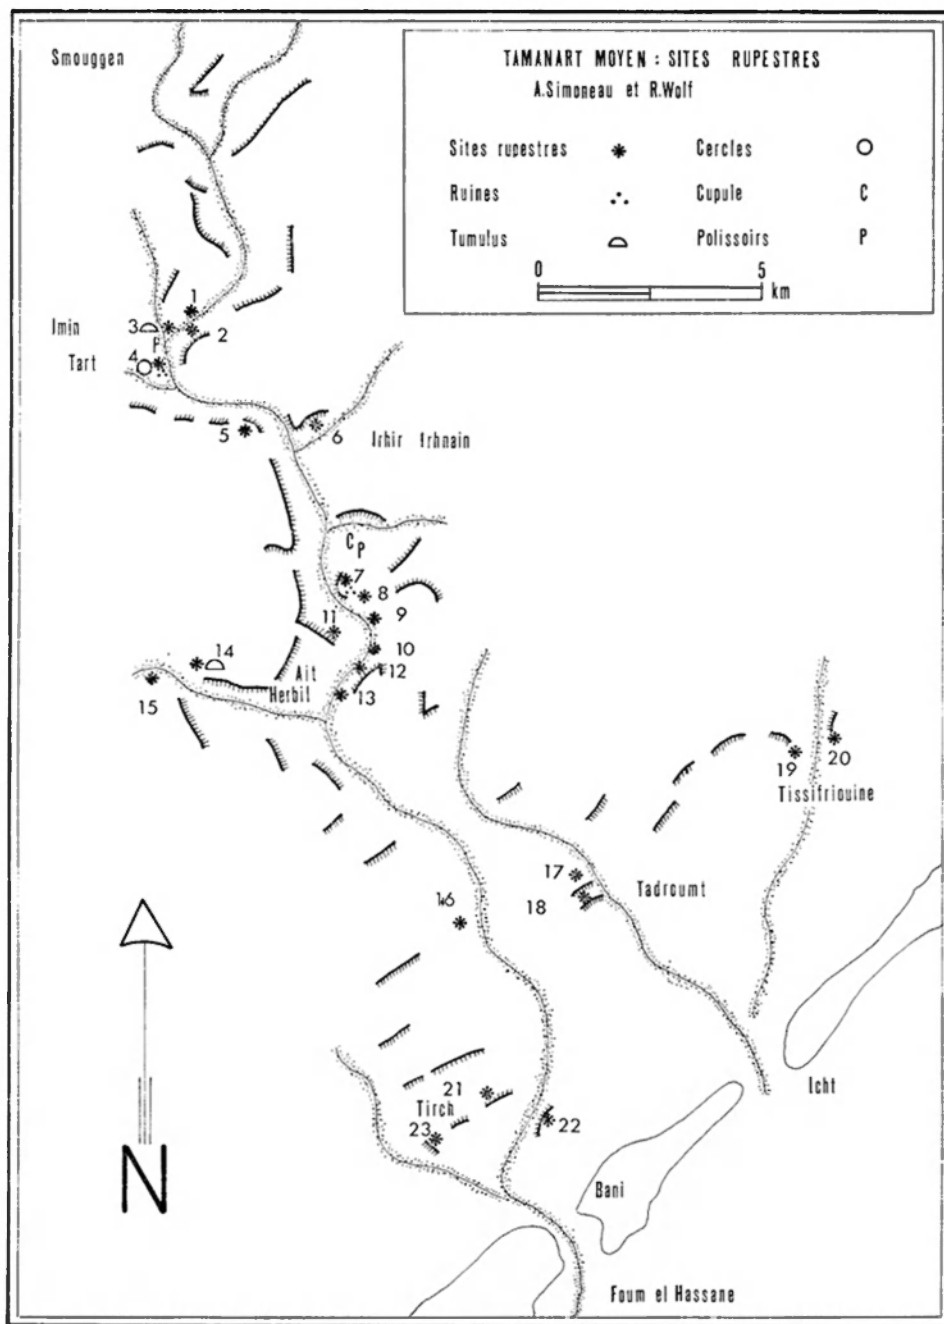 Smouggen
TAMANART MOYEN : SITES RUPESTRES
A.Simoneau et R.Wolf
Sites rupestres
Cercles
Ruines
Cupule C
Tumulus
Polissoirs P
0 5
km
1
Imin
3
2
P
Tart
4
5
6
Irhir Irhnain
C P
7
8
9
11
10
14
Ait
12
Herbil
13
15
19
20
Tissifriouine
17
Tadroumt
16
18
Icht
21
Tirch
22
23
N
Bani
Foum el Hassane